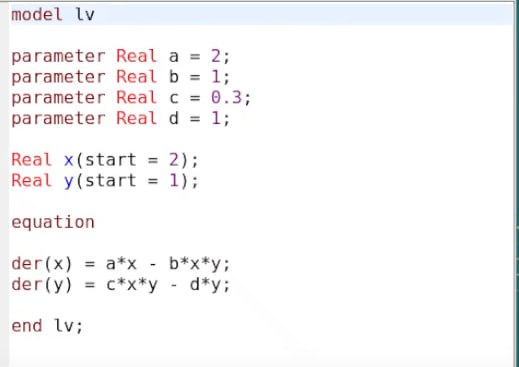 model lv
parameter Real a = 2;
parameter Real b = 1;
parameter Real c = 0.3;
parameter Real d = 1;
Real x(start = 2);
Real y(start = 1);
equation
der(x) = a*x - b*x*y;
der(y) = c*x*y - d*y;
end lv;